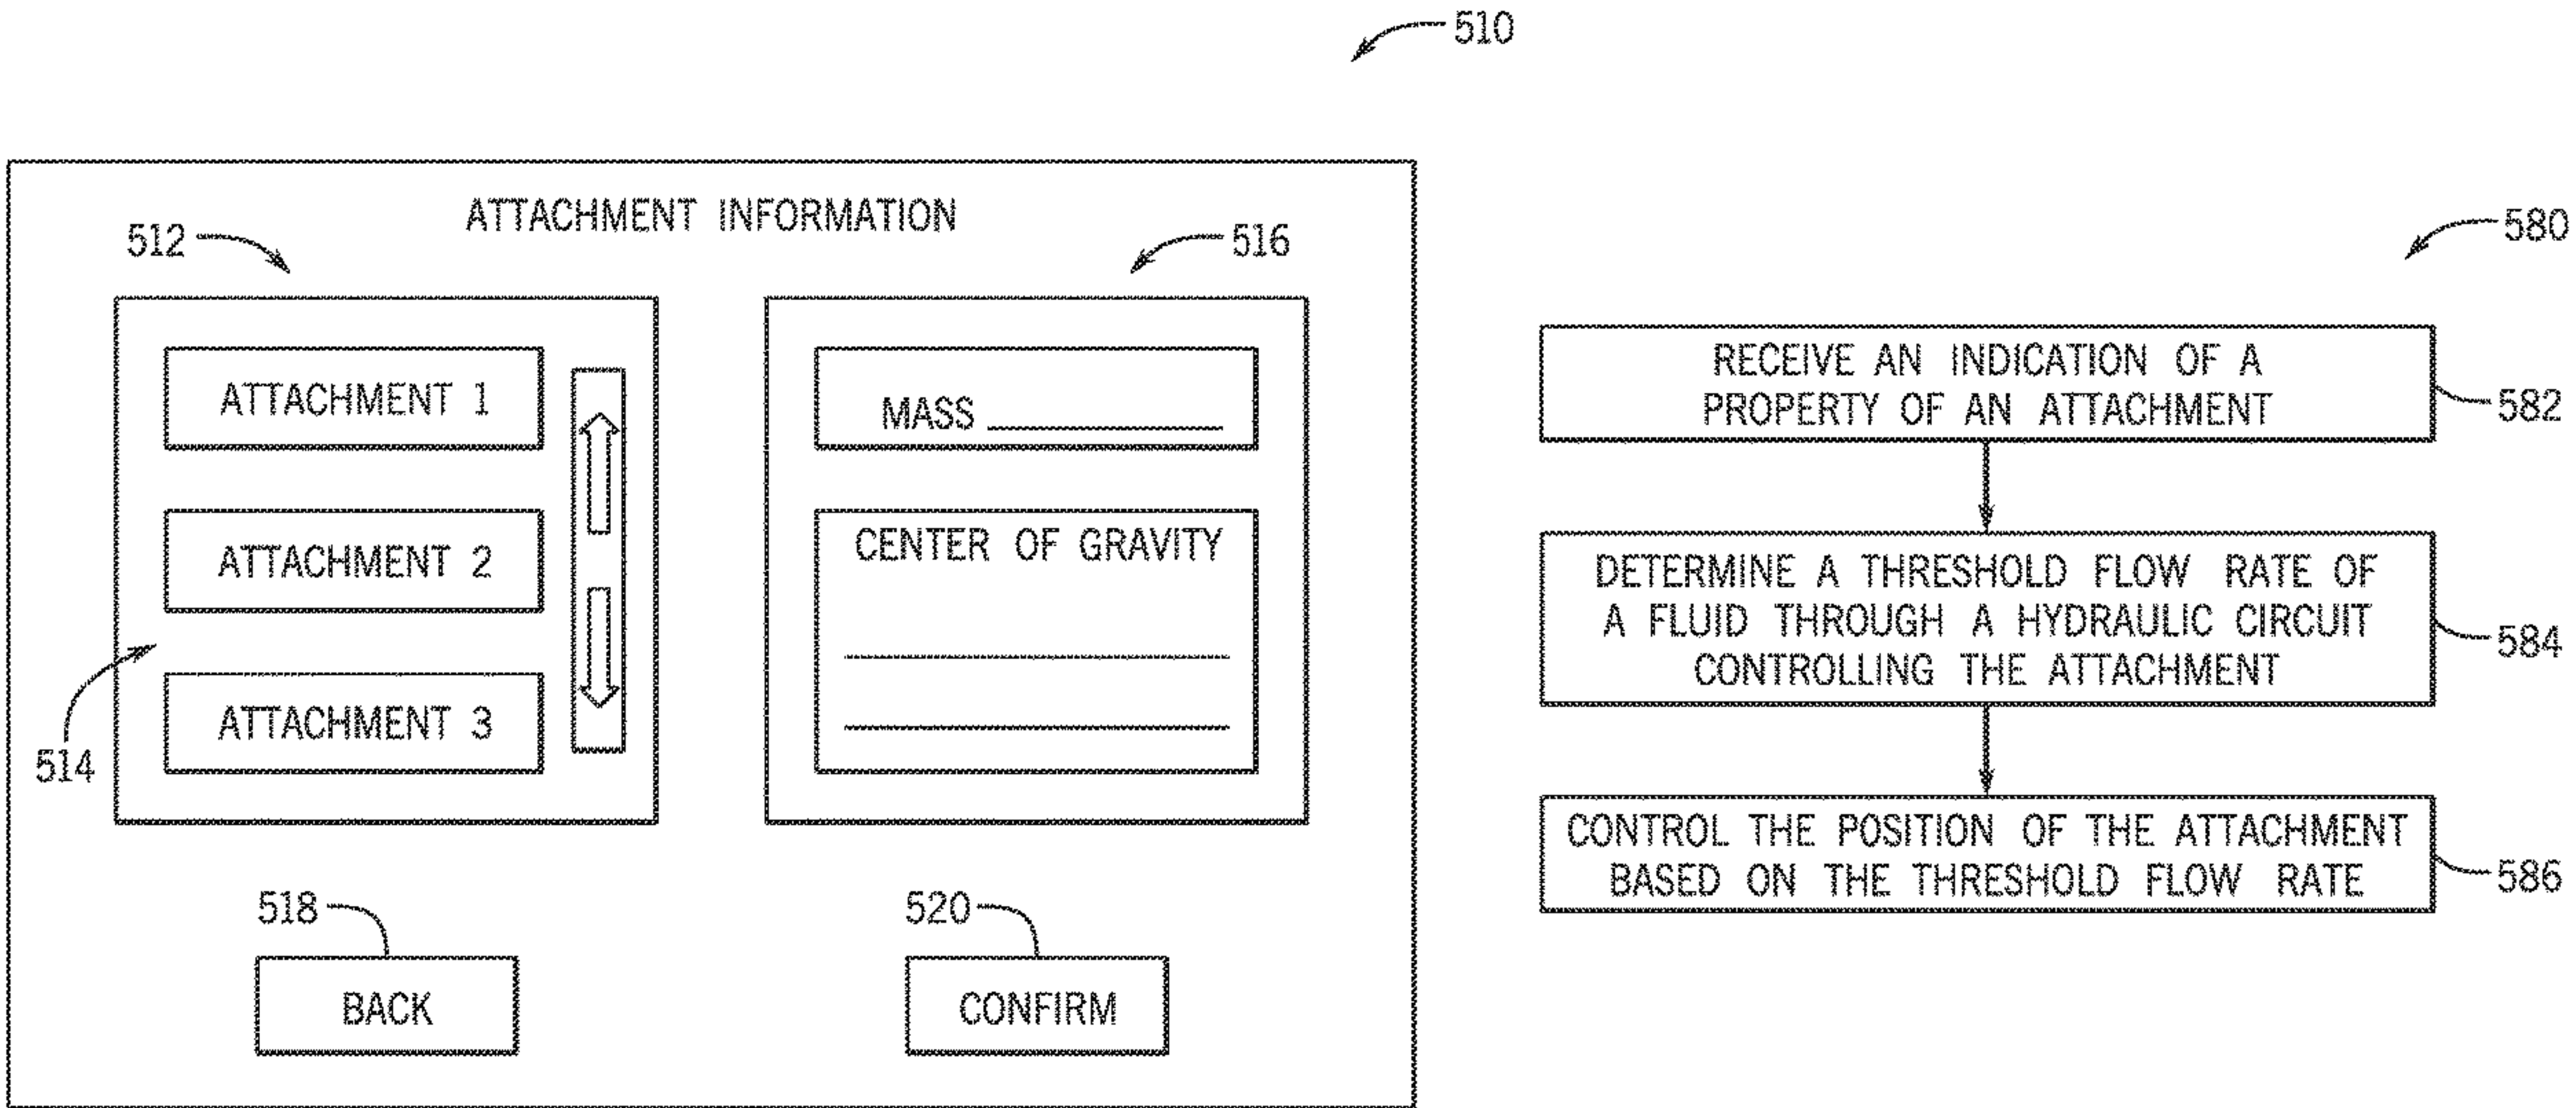 510
ATTACHMENT INFORMATION
512
516
ATTACHMENT 1
ATTACHMENT 2
ATTACHMENT 3
514
MASS
CENTER OF GRAVITY
518
520
BACK
CONFIRM
580
RECEIVE AN INDICATION OF A
PROPERTY OF AN ATTACHMENT
582
DETERMINE A THRESHOLD FLOW RATE OF
A FLUID THROUGH A HYDRAULIC CIRCUIT
CONTROLLING THE ATTACHMENT
584
CONTROL THE POSITION OF THE ATTACHMENT
BASED ON THE THRESHOLD FLOW RATE
586